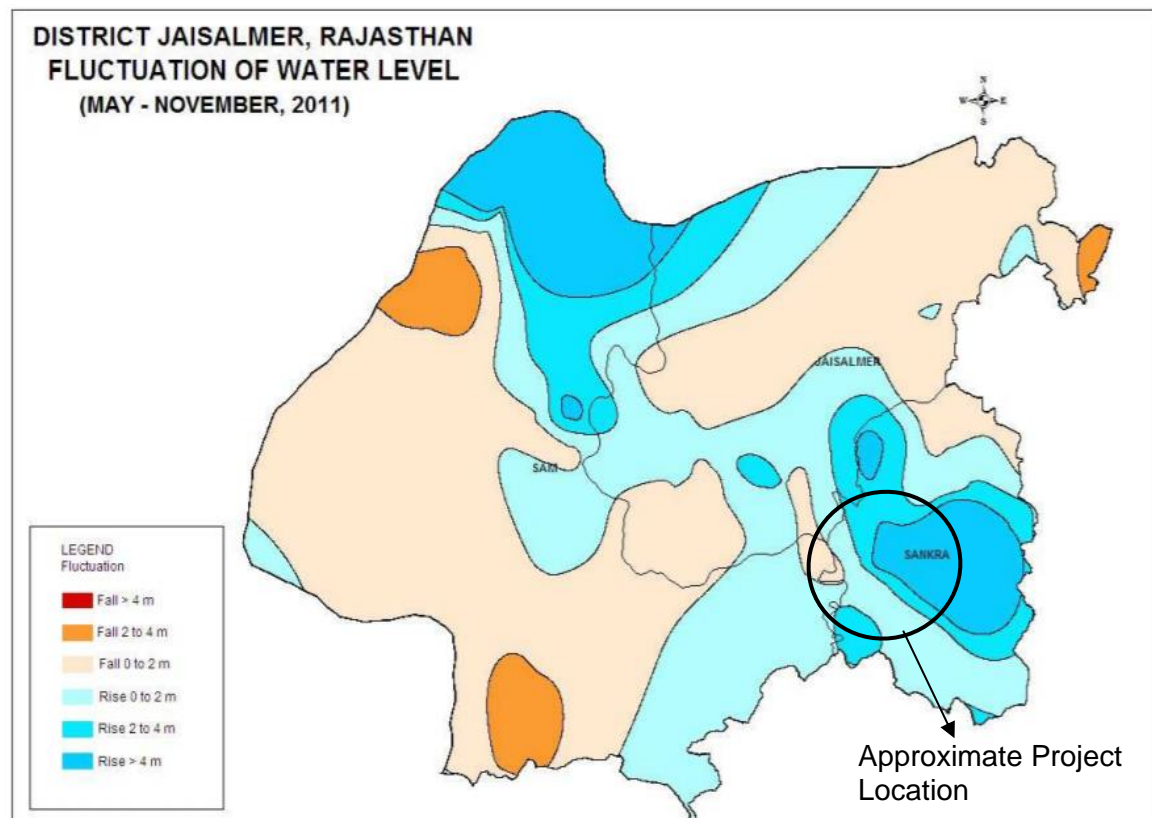 DISTRICT JAISALMER, RAJASTHAN
FLUCTUATION OF WATER LEVEL
(MAY - NOVEMBER, 2011)
N
W E
S
JAISALMER
SAM
SANKRA
LEGEND
Fluctuation
Fall > 4 m
Fall 2 to 4 m
Fall 0 to 2 m
Rise 0 to 2 m
Rise 2 to 4 m
Rise > 4 m
Approximate Project
Location